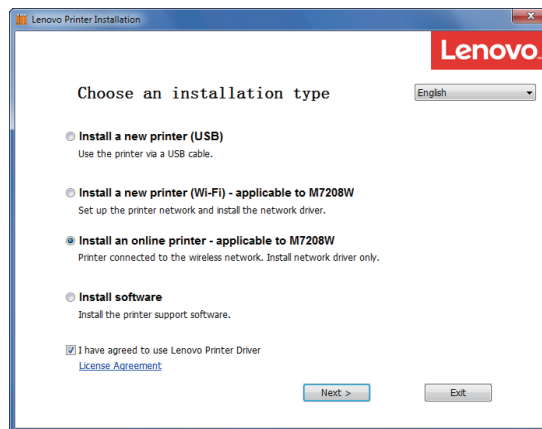 Lenovo Printer Installation
Lenovo
Choose an installation type
English
Install a new printer (USB)
Use the printer via a USB cable.
Install a new printer (Wi-Fi) - applicable to M7208W
Set up the printer network and install the network driver.
Install an online printer - applicable to M7208W
Printer connected to the wireless network. Install network driver only.
Install software
Install the printer support software.
I have agreed to use Lenovo Printer Driver
License Agreement
Next >
Exit